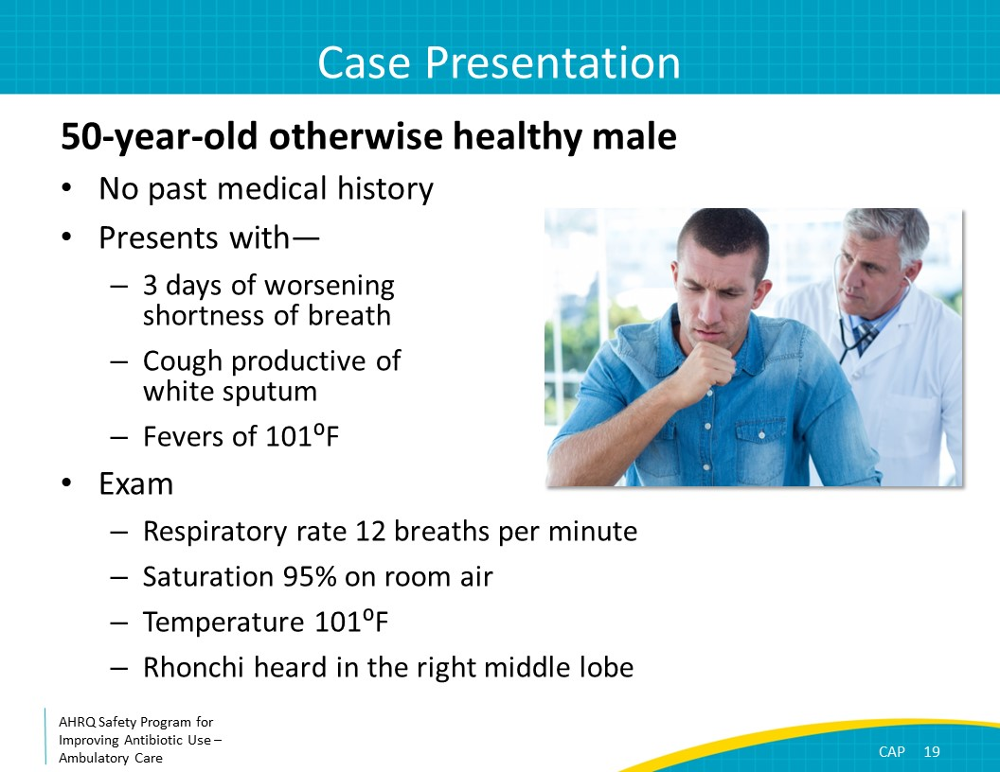 Case Presentation
50-year-old otherwise healthy male
• No past medical history
• Presents with—
– 3 days of worsening
shortness of breath
– Cough productive of
white sputum
– Fevers of 101⁰F
• Exam
– Respiratory rate 12 breaths per minute
– Saturation 95% on room air
– Temperature 101⁰F
– Rhonchi heard in the right middle lobe
AHRQ Safety Program for
Improving Antibiotic Use –
Ambulatory Care
CAP 19